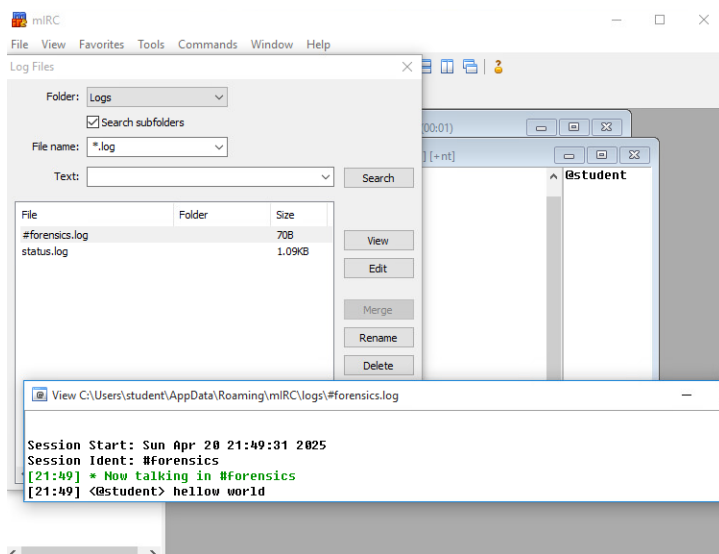 mIRC
File View Favorites Tools Commands Window Help
Log Files
Folder: Logs
Search subfolders
File name: *.log
Text: Search
File Folder Size
#forensics.log 70B
status.log 1.09KB
View
Edit
Merge
Rename
Delete
00:01)
] [+nt]
@student
View C:\Users\student\AppData\Roaming\mIRC\logs\#forensics.log
Session Start: Sun Apr 20 21:49:31 2025
Session Ident: #forensics
[21:49] * Now talking in #forensics
[21:49] <@student> hellow world